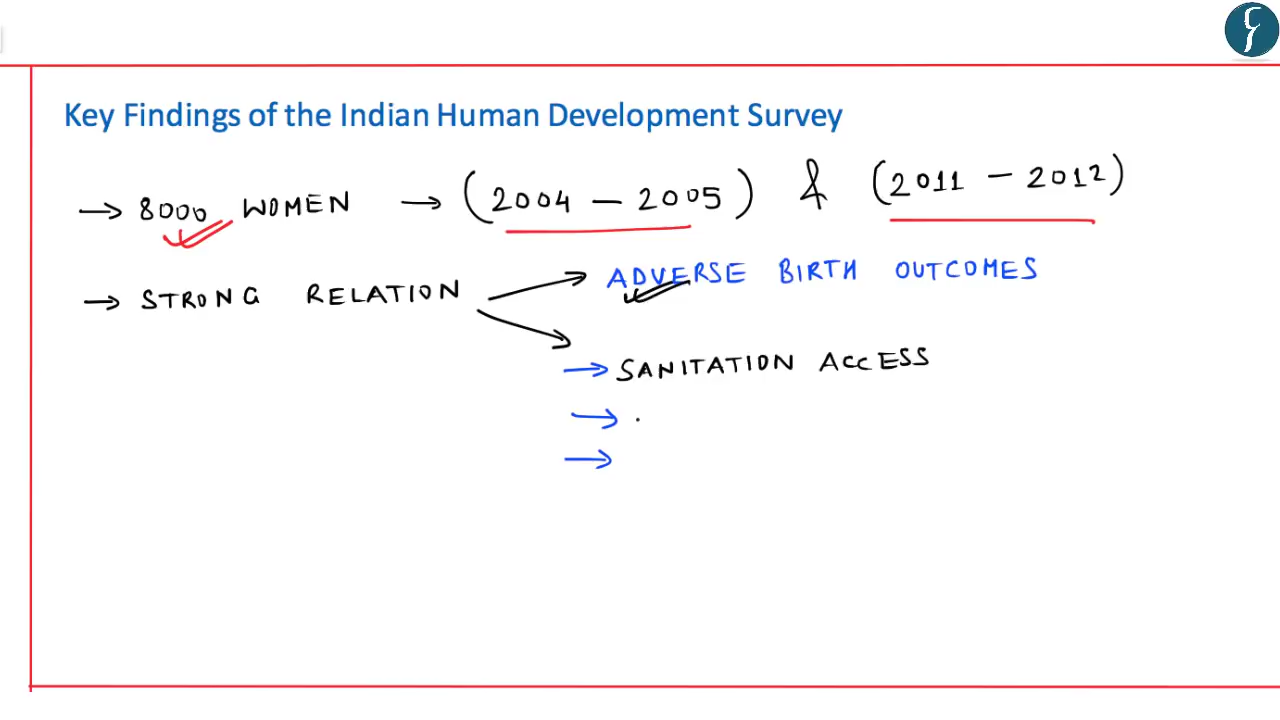 Key Findings of the Indian Human Development Survey
→ 8000 WOMEN → (2004 – 2005) & (2011 – 2012)
→ STRONG RELATION → ADVERSE BIRTH OUTCOMES
→ SANITATION ACCESS
→
→